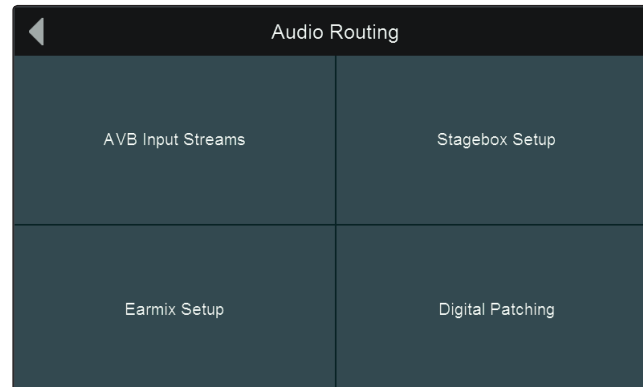 Audio Routing
AVB Input Streams
Stagebox Setup
Earmix Setup
Digital Patching